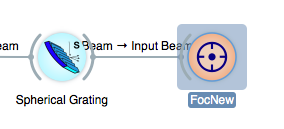 eam
s Beam → Input Beam
Spherical Grating
FocNew